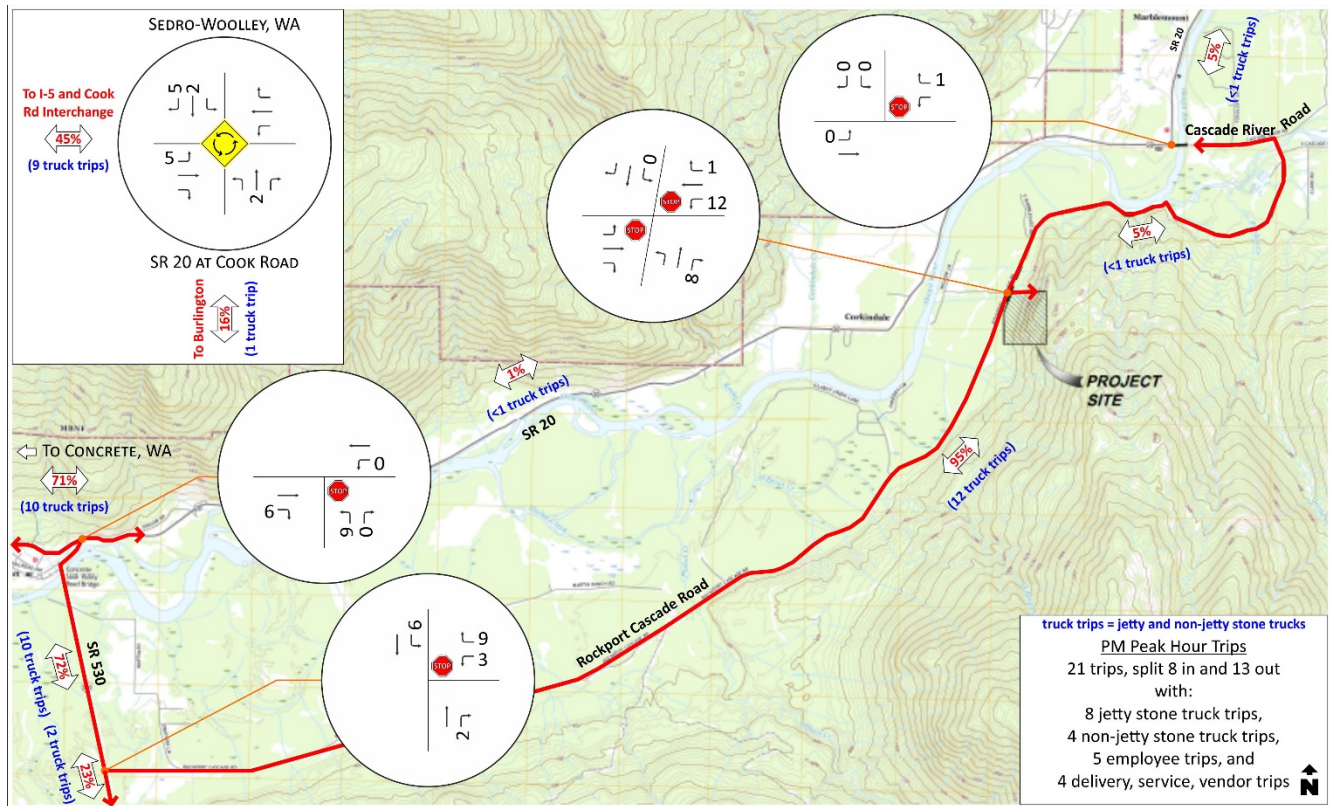 SEDRO-WOOLLEY, WA
To I-5 and Cook
Rd Interchange
45%
(9 truck trips)
5
2
5
2
SR 20 AT COOK ROAD
To Burlington
16%
(1 truck trip)
0
0
1
STOP
0
Marblemount
SR 20
5%
(<1 truck trips)
Cascade River Road
0
1
STOP
12
STOP
8
5%
(<1 truck trips)
Corkindale
PROJECT
SITE
1%
(<1 truck trips)
SR 20
95%
(12 truck trips)
TO CONCRETE, WA
71%
(10 truck trips)
0
STOP
6
9
0
Rockport Cascade Road
6
9
STOP
3
2
SR 530
72%
(10 truck trips)
(2 truck trips)
23%
truck trips = jetty and non-jetty stone trucks
PM Peak Hour Trips
21 trips, split 8 in and 13 out
with:
8 jetty stone truck trips,
4 non-jetty stone truck trips,
5 employee trips, and
4 delivery, service, vendor trips
N